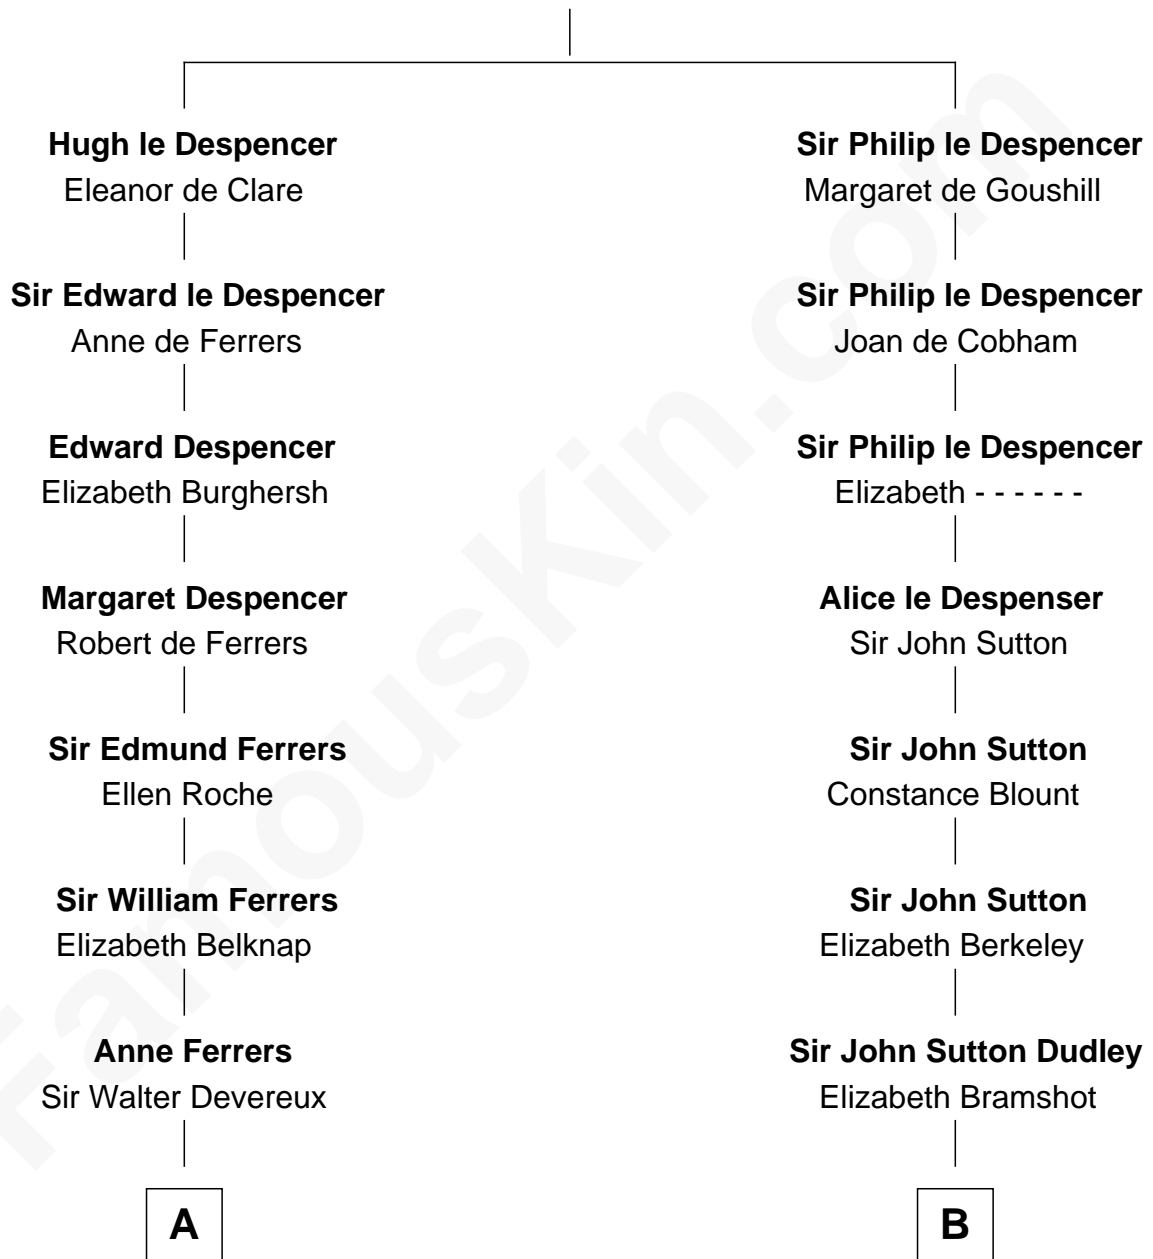 Hugh le Despencer
Eleanor de Clare
Sir Edward le Despencer
Anne de Ferrers
Edward Despencer
Elizabeth Burghersh
Margaret Despencer
Robert de Ferrers
Sir Edmund Ferrers
Ellen Roche
Sir William Ferrers
Elizabeth Belknap
Anne Ferrers
Sir Walter Devereux
A
Sir Philip le Despencer
Margaret de Goushill
Sir Philip le Despencer
Joan de Cobham
Sir Philip le Despencer
Elizabeth - - - - - -
Alice le Despenser
Sir John Sutton
Sir John Sutton
Constance Blount
Sir John Sutton
Elizabeth Berkeley
Sir John Sutton Dudley
Elizabeth Bramshot
B
FamousKin.com